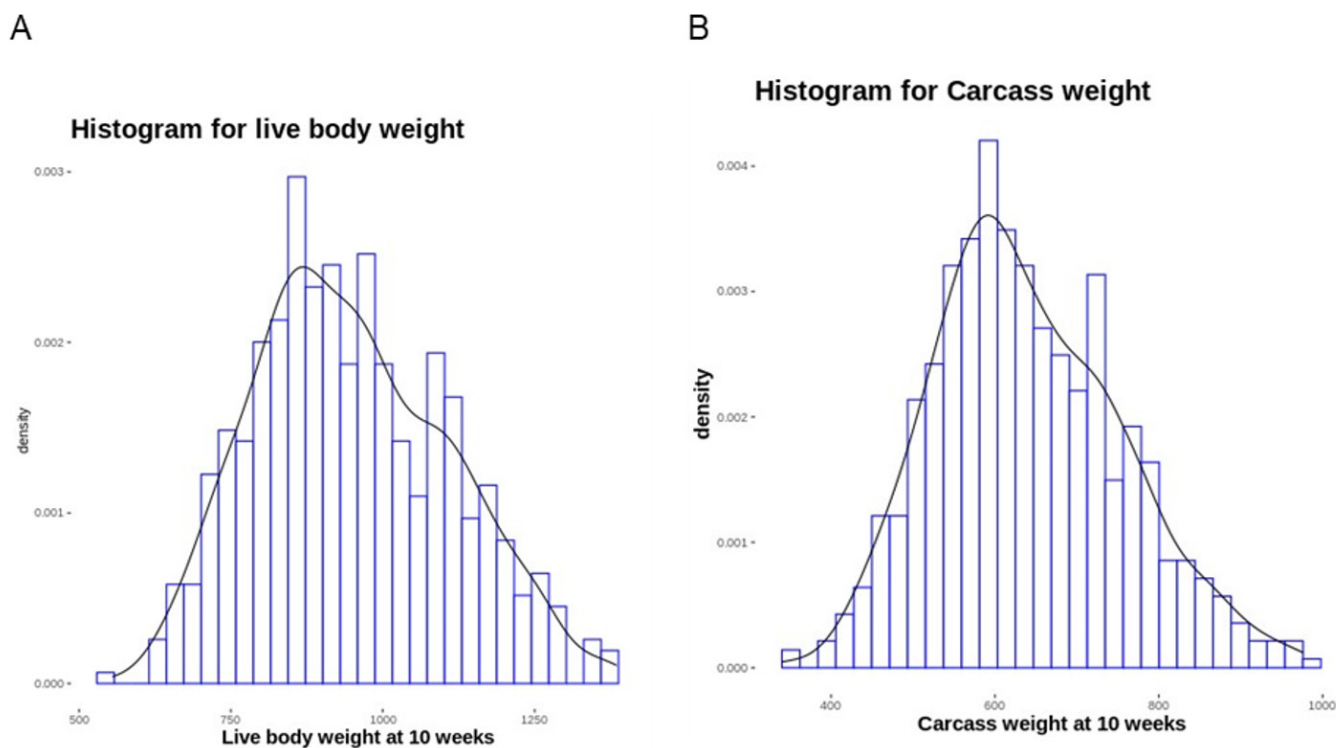 A
Histogram for live body weight
0.003
0.002
0.001
0.000
density
500 750 1000 1250
Live body weight at 10 weeks
B
Histogram for Carcass weight
0.004
0.003
0.002
0.001
0.000
density
400 600 800 1000
Carcass weight at 10 weeks